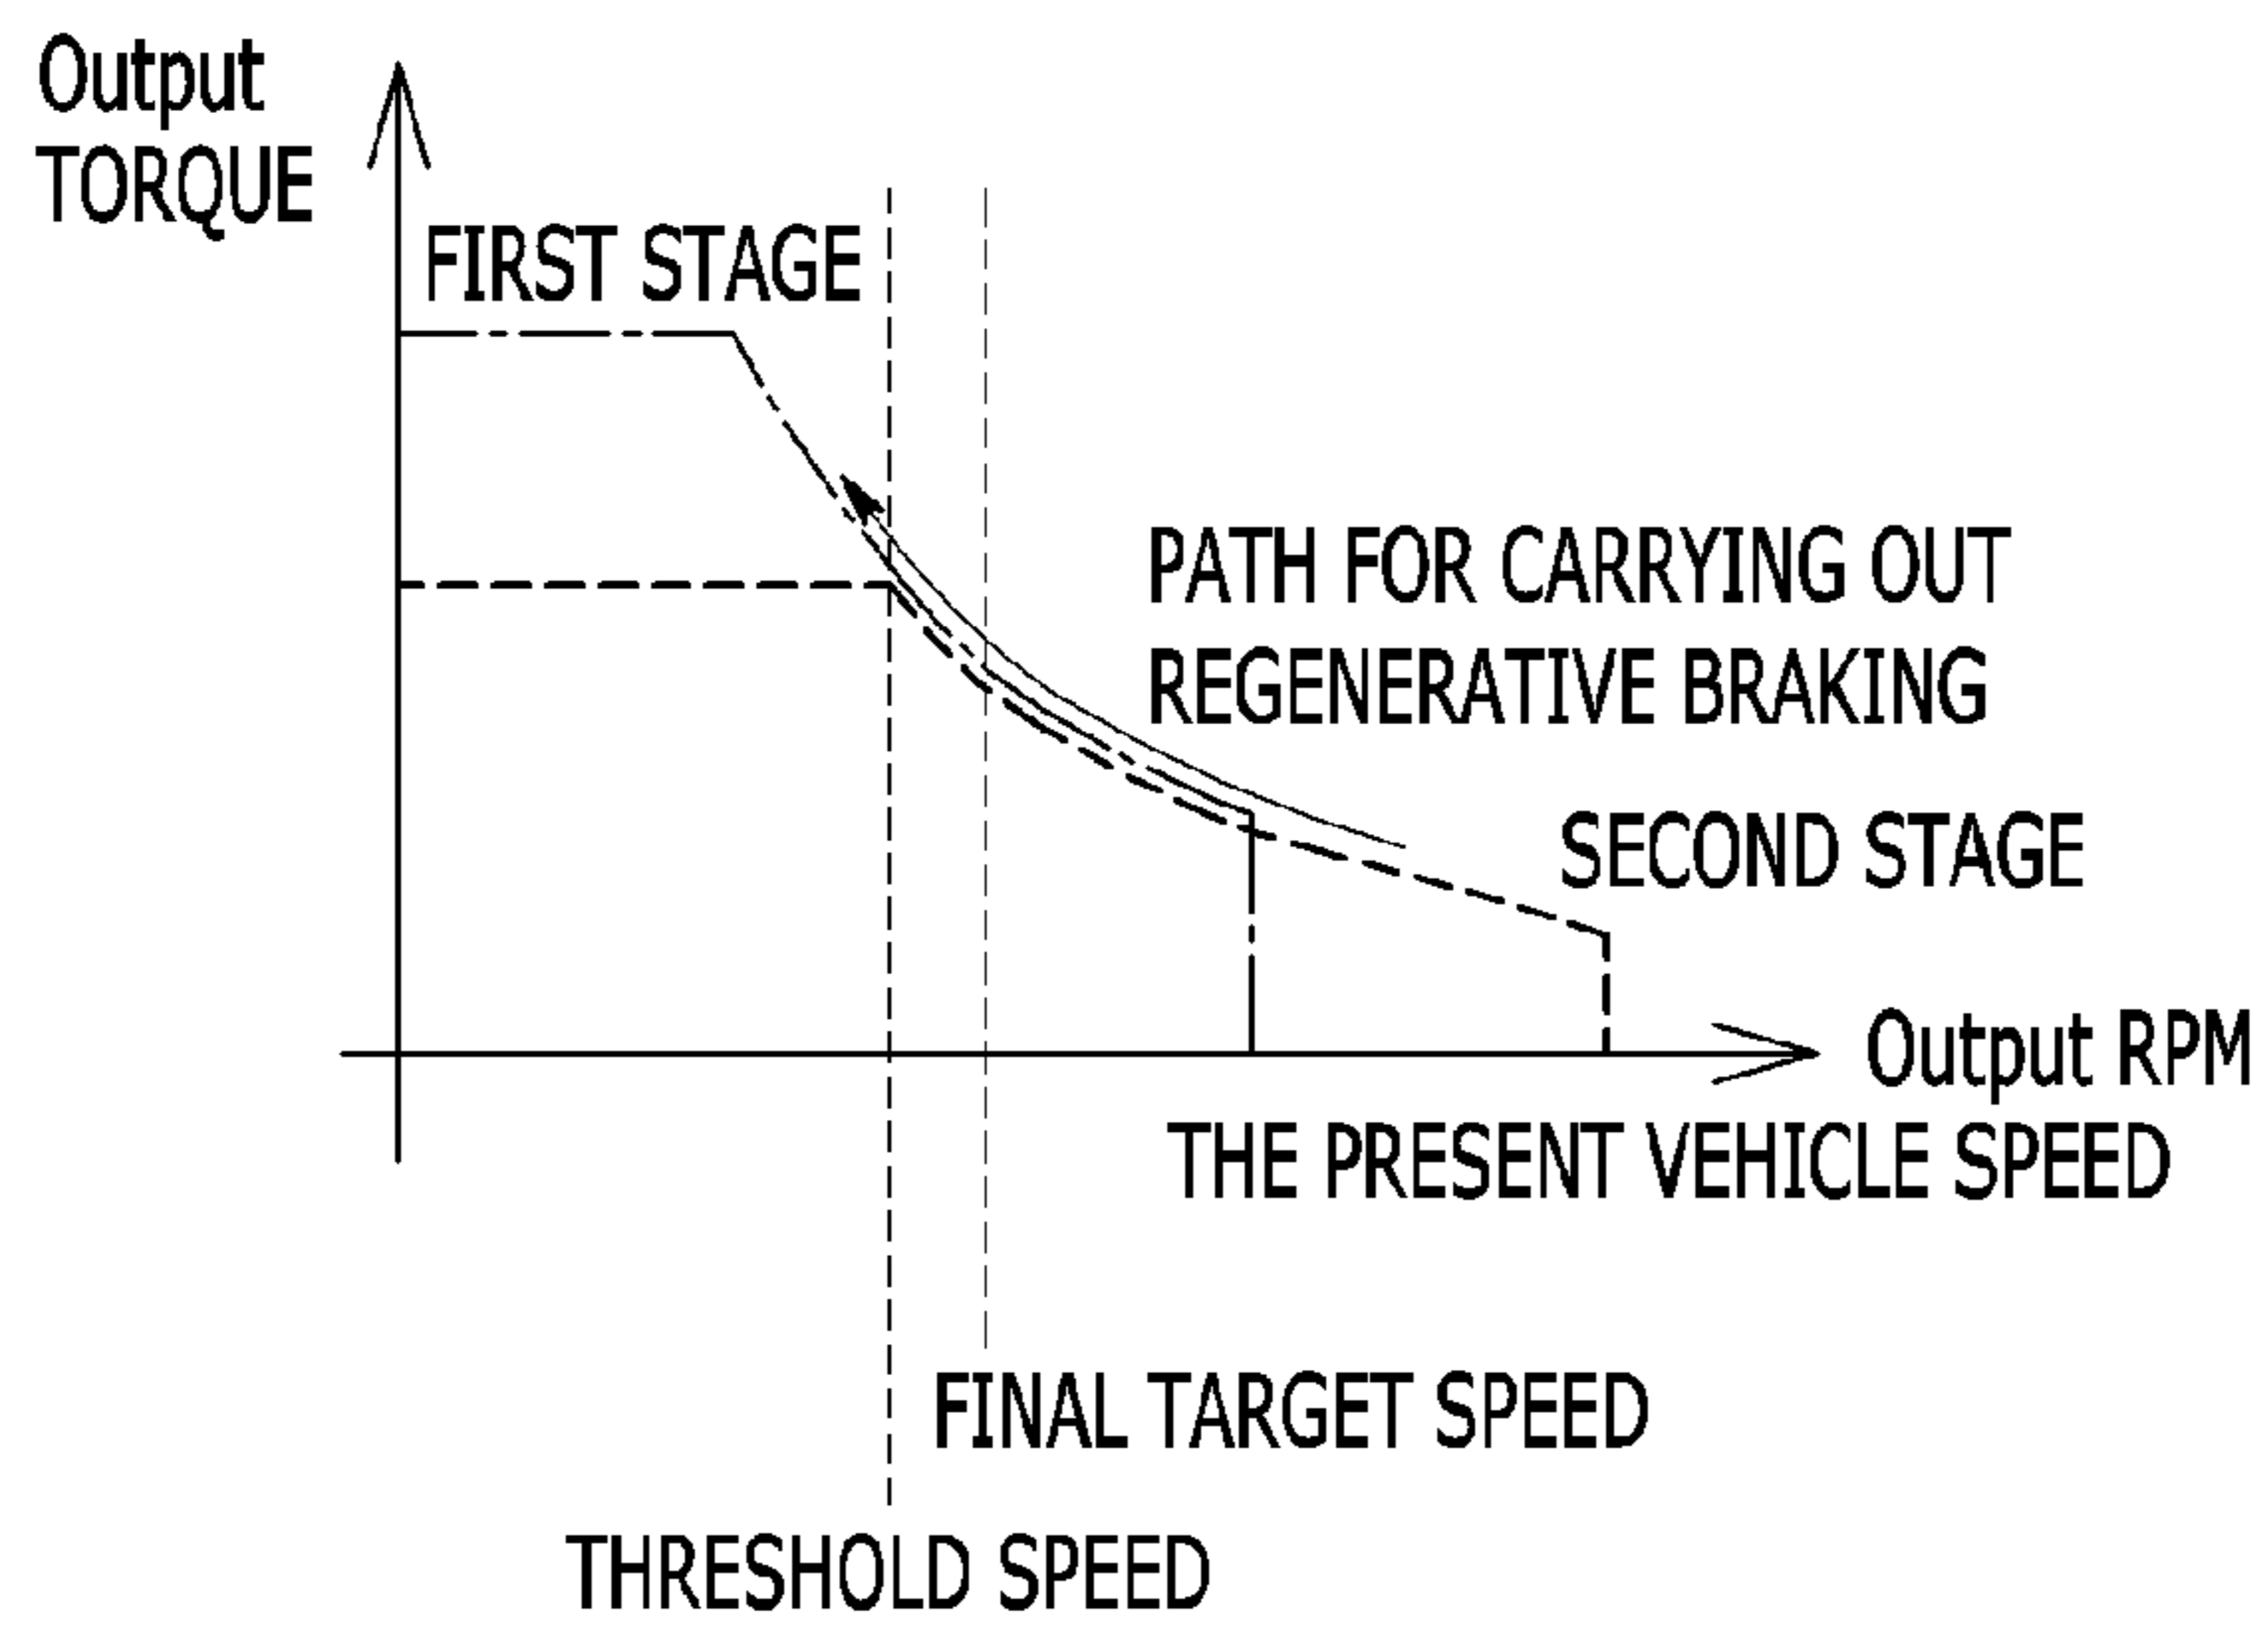 Output
TORQUE
FIRST STAGE
PATH FOR CARRYING OUT
REGENERATIVE BRAKING
SECOND STAGE
Output RPM
THE PRESENT VEHICLE SPEED
FINAL TARGET SPEED
THRESHOLD SPEED